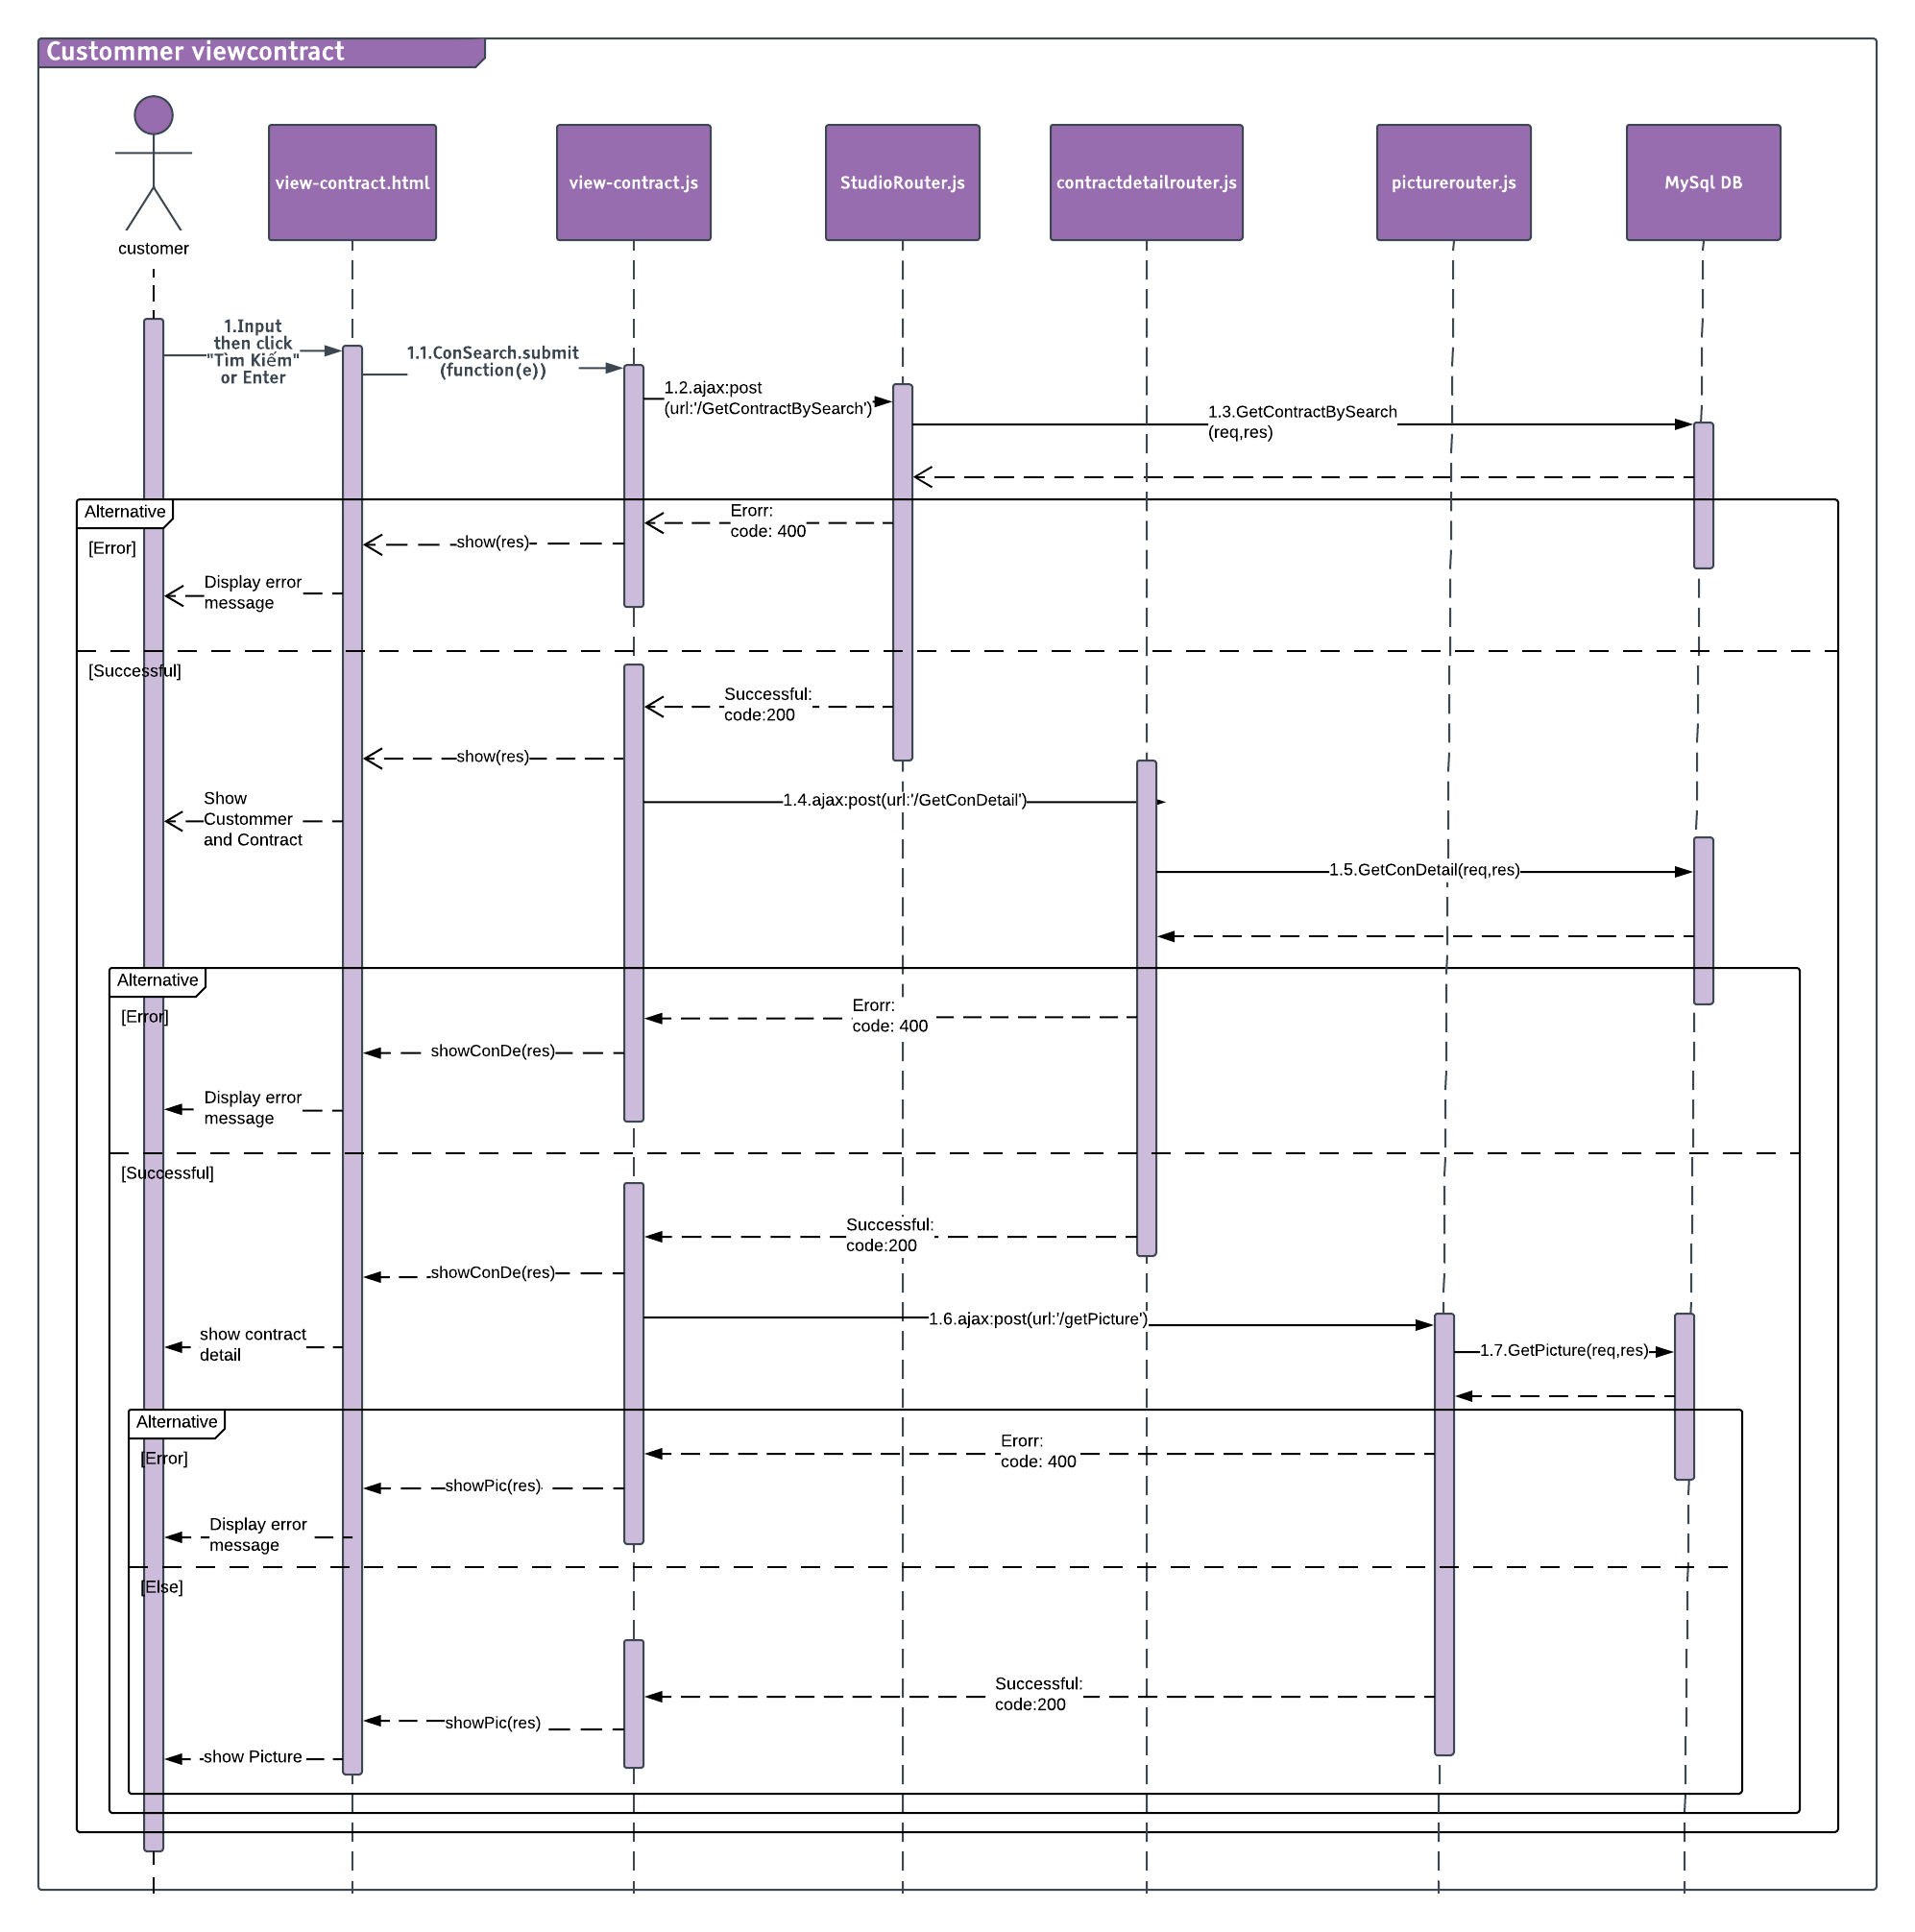 Custommer viewcontract
view-contract.html
view-contract.js
StudioRouter.js
contractdetailrouter.js
picturerouter.js
MySql DB
customer
1.Input
then click
"Tìm Kiếm"
or Enter
1.1.ConSearch.submit
(function(e))
1.2.ajax:post
(url:'/GetContractBySearch')
1.3.GetContractBySearch
(req,res)
Alternative
[Error]
Erorr:
code: 400
show(res)
Display error
message
[Successful]
Successful:
code:200
show(res)
Show
Custommer
and Contract
1.4.ajax:post(url:'/GetConDetail')
1.5.GetConDetail(req,res)
Alternative
[Error]
Erorr:
code: 400
showConDe(res)
Display error
message
[Successful]
Successful:
code:200
showConDe(res)
1.6.ajax:post(url:'/getPicture')
show contract
detail
1.7.GetPicture(req,res)
Alternative
[Error]
Erorr:
code: 400
showPic(res)
Display error
message
[Else]
Successful:
code:200
showPic(res)
show Picture